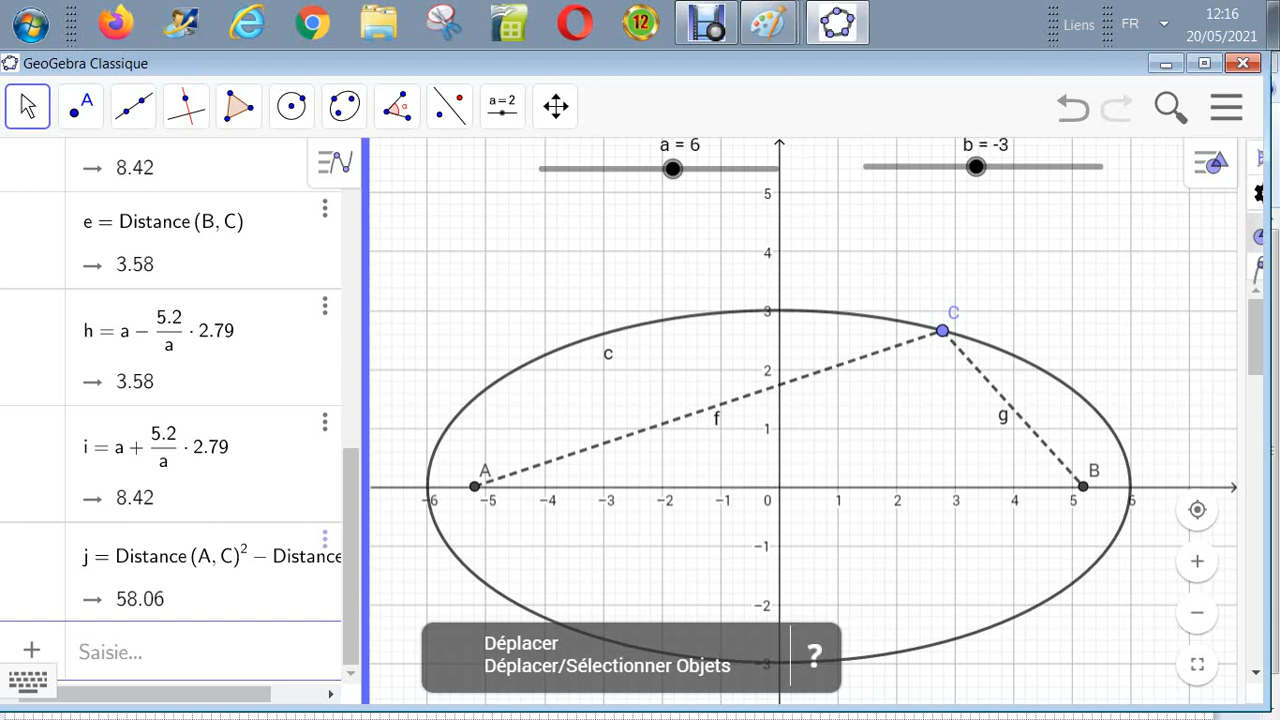 12
Liens
FR
12:16
20/05/2021
GeoGebra Classique
A
α
a=2
→ 8.42
e = Distance (B, C)
→ 3.58
h = a − 5.2/a · 2.79
→ 3.58
i = a + 5.2/a · 2.79
→ 8.42
j = Distance (A, C)² − Distance
→ 58.06
+ Saisie...
a = 6
b = -3
5
4
3
2
1
−1
−2
−3
−6 −5 −4 −3 −2 −1 0 1 2 3 4 5 6
C
c
f
g
A
B
Déplacer
Déplacer/Sélectionner Objets
?